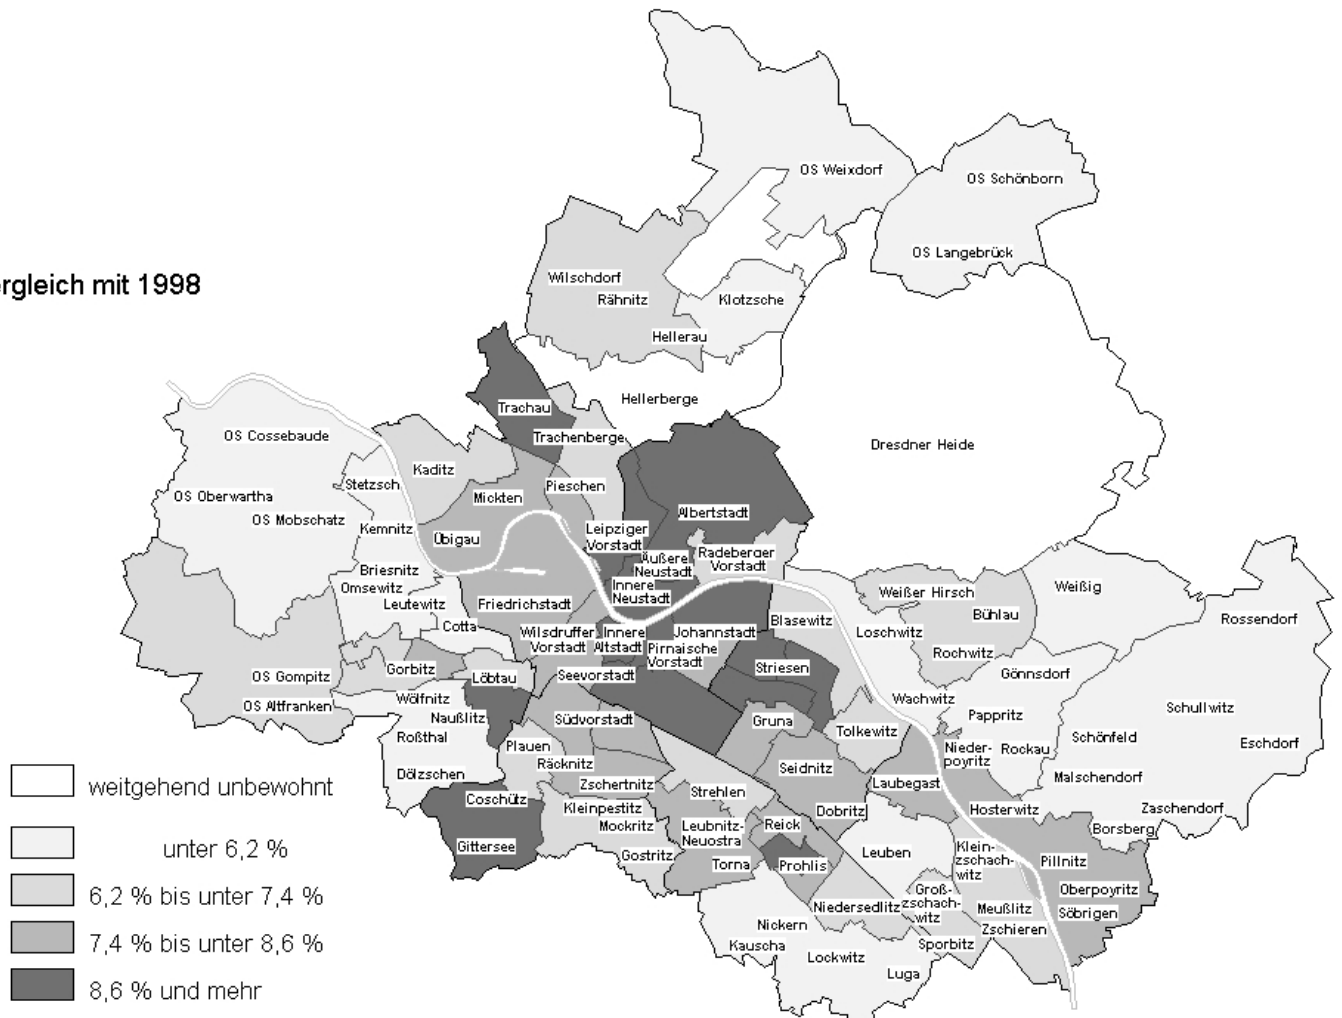 ergleich mit 1998
OS Weixdorf
OS Schönborn
OS Langebrück
Wilschdorf
Rähnitz
Klotzsche
Hellerau
Hellerberge
Trachau
Trachenberge
Dresdner Heide
OS Cossebaude
Kaditz
Stetzsch
OS Oberwartha
Mickten
Pieschen
OS Mobschatz
Kemnitz
Übigau
Leipziger
Vorstadt
Albertstadt
Äußere
Neustadt
Radeberger
Vorstadt
Innere
Neustadt
Briesnitz
Omsewitz
Leutewitz
Friedrichstadt
Cotta
Wilsdruffer
Vorstadt
Innere
Altstadt
Johannstadt
Pirnaische
Vorstadt
Blasewitz
Loschwitz
Weißer Hirsch
Bühlau
Weißig
Rossendorf
Rochwitz
OS Gompitz
Gorbitz
Löbtau
Seevorstadt
Striesen
Gönnsdorf
OS Altfranken
Wölfnitz
Naußlitz
Wachwitz
Pappritz
Schullwitz
Roßthal
Südvorstadt
Gruna
Tolkewitz
Plauen
Räcknitz
Nieder-
poyritz
Rockau
Schönfeld
Eschdorf
Dölzschen
Zschertnitz
Seidnitz
Laubegast
Malschendorf
weitgehend unbewohnt
Coschütz
Strehlen
Kleinpestitz
Mockritz
Dobritz
Hosterwitz
Zaschendorf
Borsberg
unter 6,2 %
Gittersee
Leubnitz-
Neuostra
Reick
Gostritz
Torna
Prohlis
Leuben
Klein-
zschach-
witz
Pillnitz
6,2 % bis unter 7,4 %
Niedersedlitz
Groß-
zschach-
witz
Meußlitz
Oberpoyritz
Söbrigen
Nickern
Zschieren
7,4 % bis unter 8,6 %
Kauscha
Sporbitz
Lockwitz
Luga
8,6 % und mehr